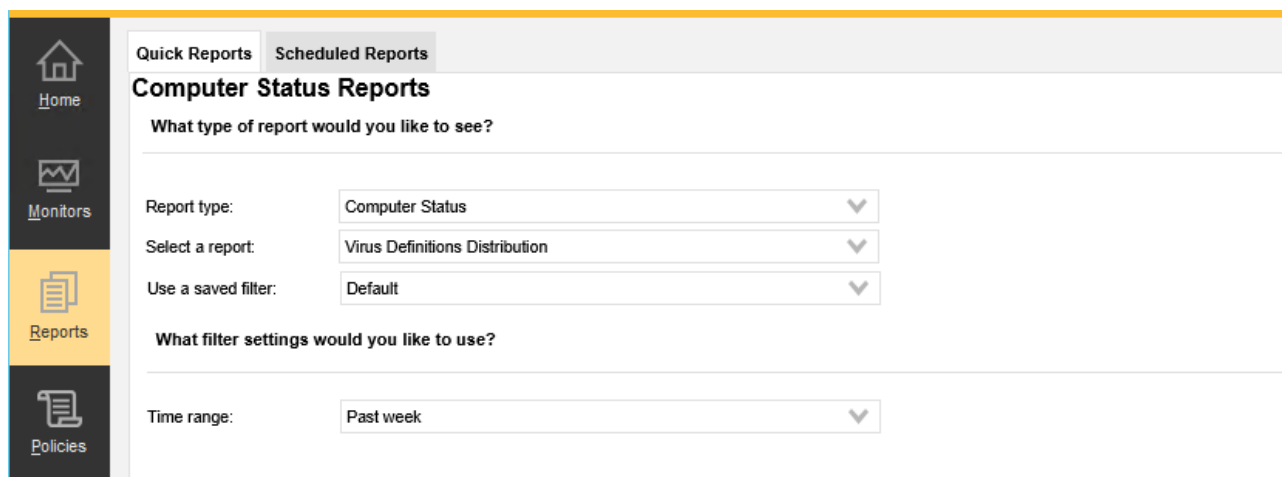 Quick Reports Scheduled Reports
Computer Status Reports
What type of report would you like to see?
Report type: Computer Status
Select a report: Virus Definitions Distribution
Use a saved filter: Default
What filter settings would you like to use?
Time range: Past week
Home
Monitors
Reports
Policies